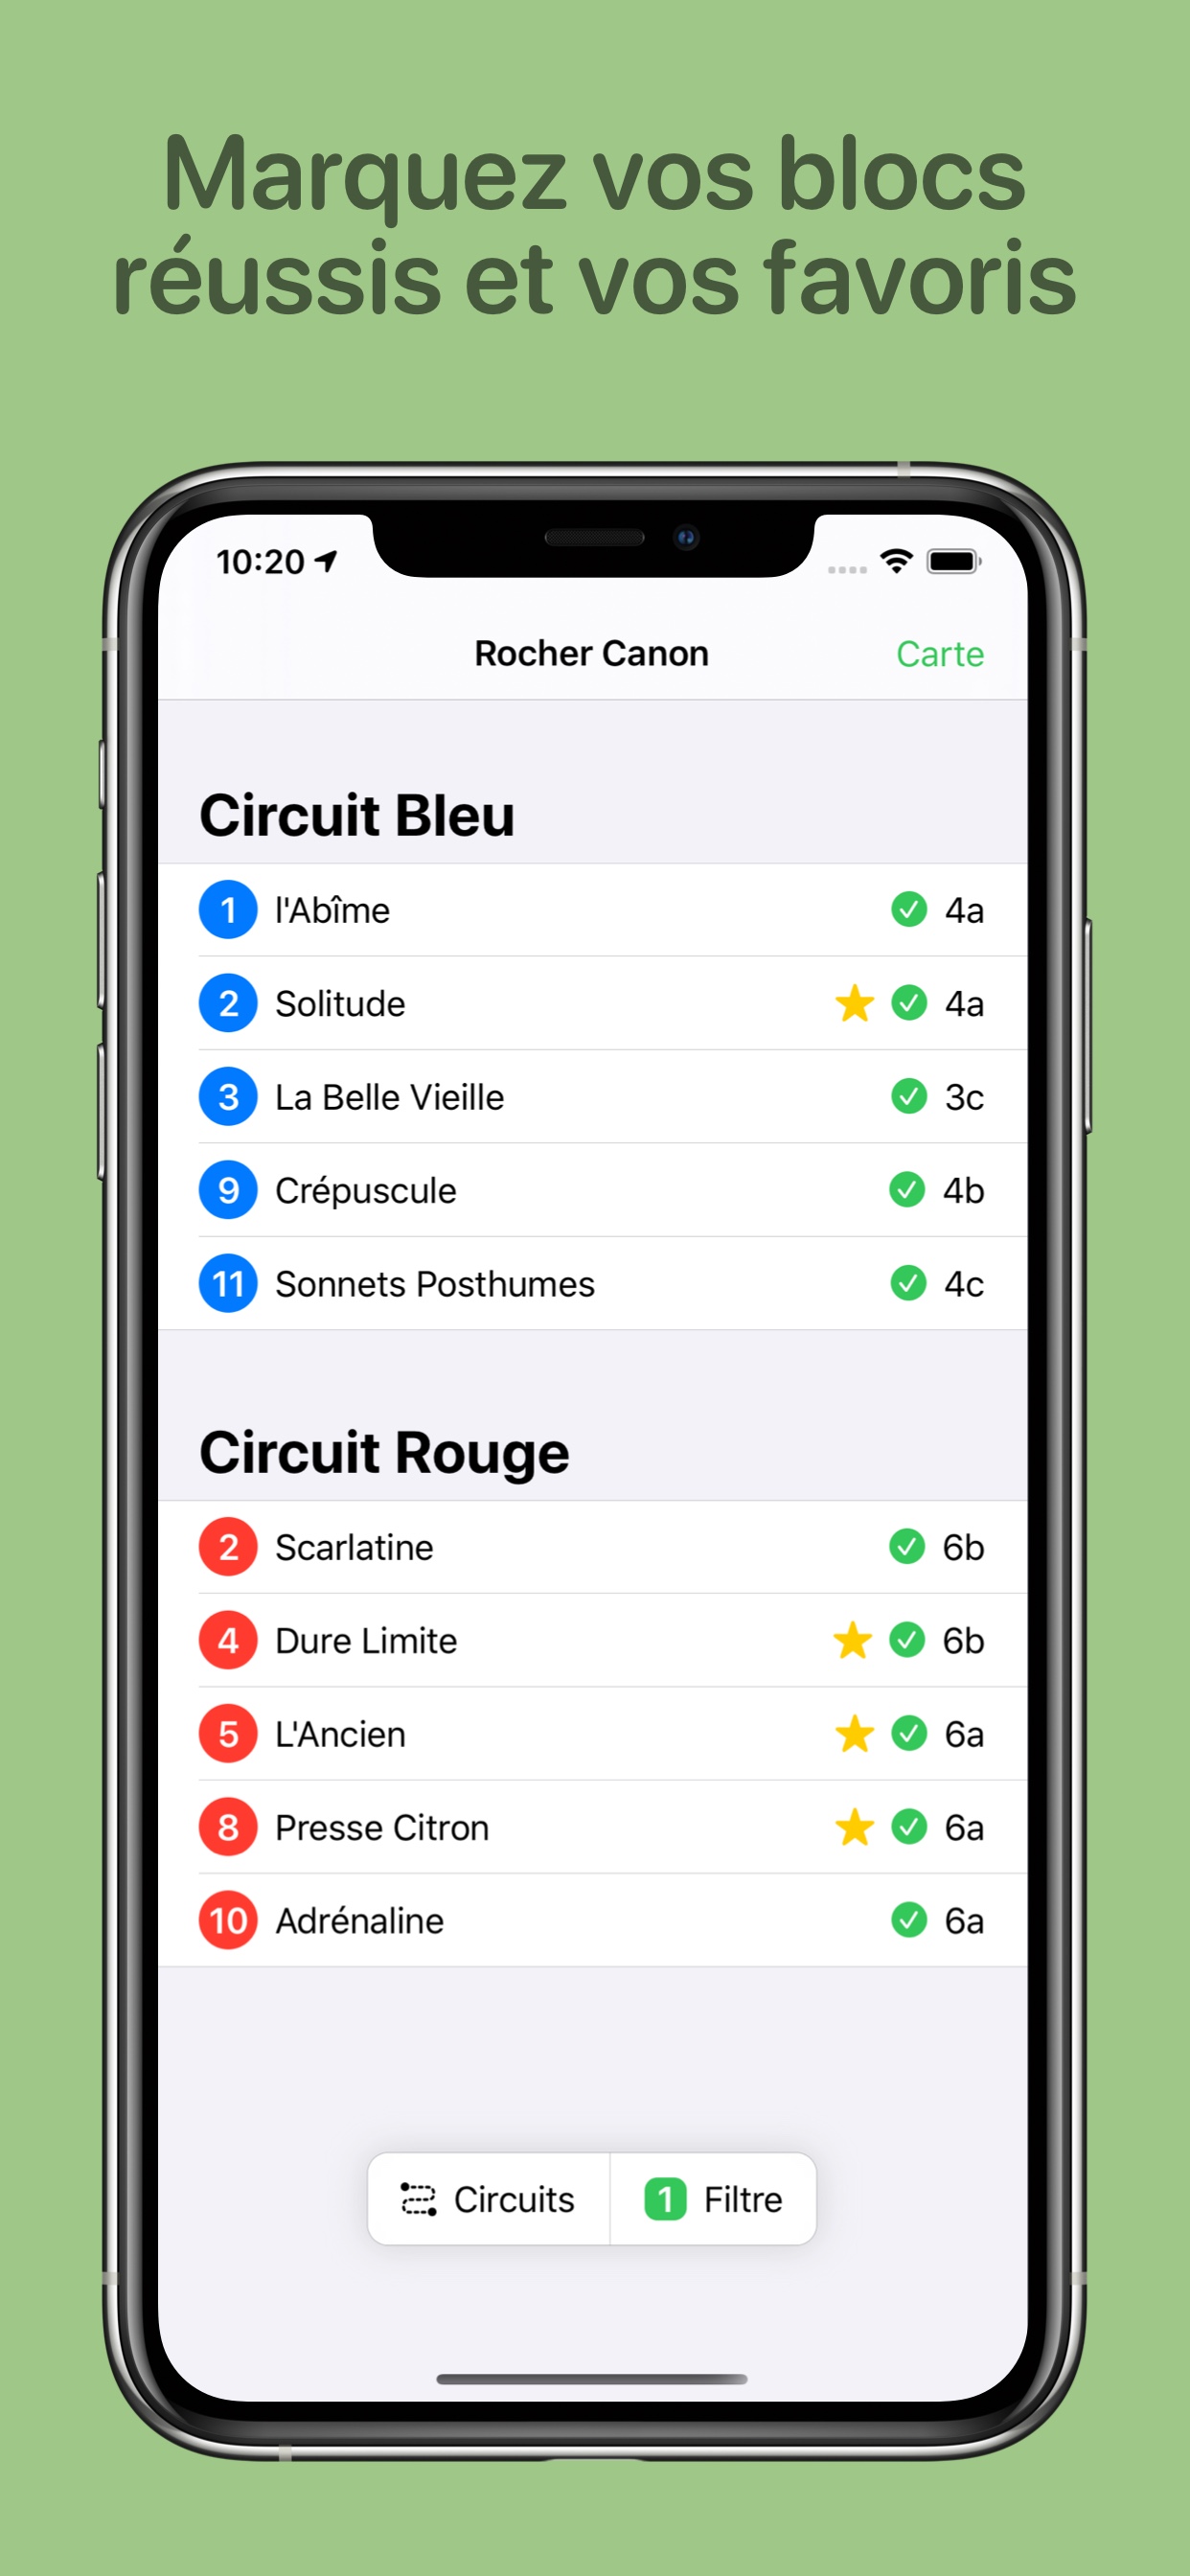 Marquez vos blocs
réussis et vos favoris
10:20
Rocher Canon Carte
Circuit Bleu
1 l'Abîme 4a
2 Solitude 4a
3 La Belle Vieille 3c
9 Crépuscule 4b
11 Sonnets Posthumes 4c
Circuit Rouge
2 Scarlatine 6b
4 Dure Limite 6b
5 L'Ancien 6a
8 Presse Citron 6a
10 Adrénaline 6a
Circuits 1 Filtre